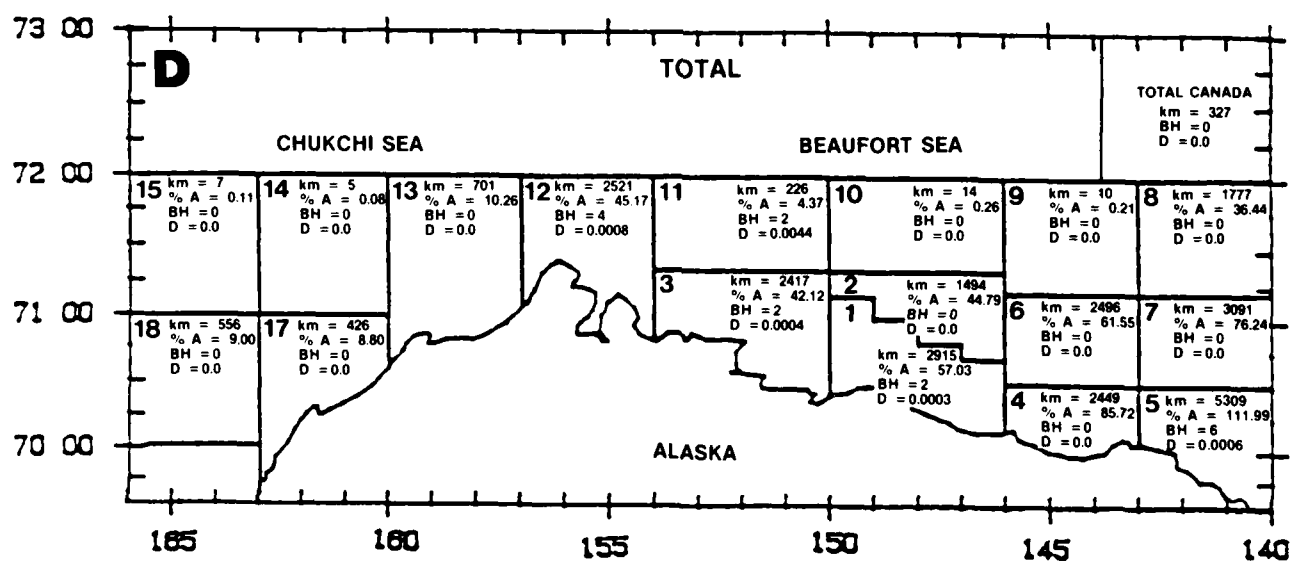 73 00
D
TOTAL
TOTAL CANADA
km = 327
BH = 0
D = 0.0
CHUKCHI SEA
BEAUFORT SEA
72 00
15
km = 7
% A = 0.11
BH = 0
D = 0.0
14
km = 5
% A = 0.08
BH = 0
D = 0.0
13
km = 701
% A = 10.26
BH = 0
D = 0.0
12
km = 2521
% A = 45.17
BH = 4
D = 0.0008
11
km = 226
% A = 4.37
BH = 2
D = 0.0044
10
km = 14
% A = 0.26
BH = 0
D = 0.0
9
km = 10
% A = 0.21
BH = 0
D = 0.0
8
km = 1777
% A = 36.44
BH = 0
D = 0.0
71 00
18
km = 556
% A = 9.00
BH = 0
D = 0.0
17
km = 426
% A = 8.80
BH = 0
D = 0.0
3
km = 2417
% A = 42.12
BH = 2
D = 0.0004
2
km = 1494
% A = 44.79
BH = 0
D = 0.0
1
km = 2915
% A = 57.03
BH = 2
D = 0.0003
6
km = 2496
% A = 61.55
BH = 0
D = 0.0
7
km = 3091
% A = 76.24
BH = 0
D = 0.0
4
km = 2449
% A = 85.72
BH = 0
D = 0.0
5
km = 5309
% A = 111.99
BH = 6
D = 0.0006
70 00
ALASKA
165 160 155 150 145 140